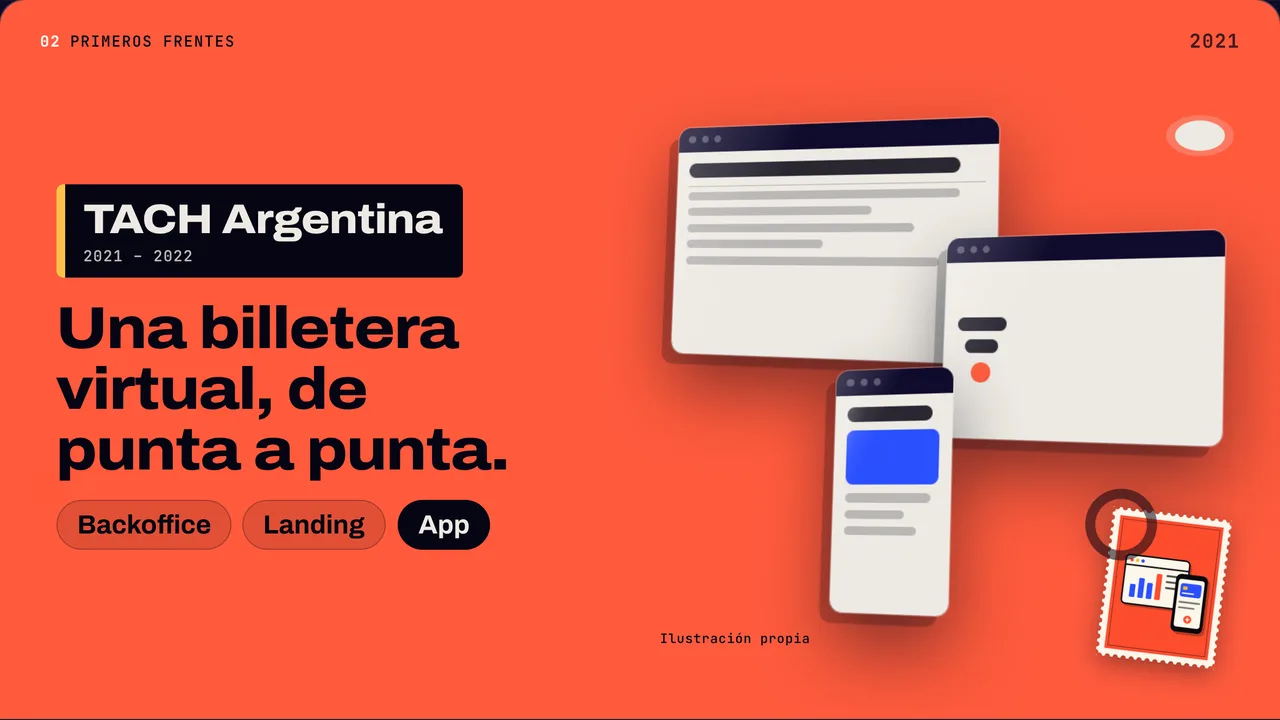 02 PRIMEROS FRENTES
2021
TACH Argentina
2021 – 2022
Una billetera
virtual, de
punta a punta.
Backoffice
Landing
App
Ilustración propia